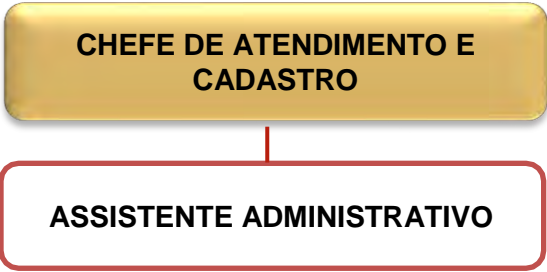 CHEFE DE ATENDIMENTO E
CADASTRO
ASSISTENTE ADMINISTRATIVO